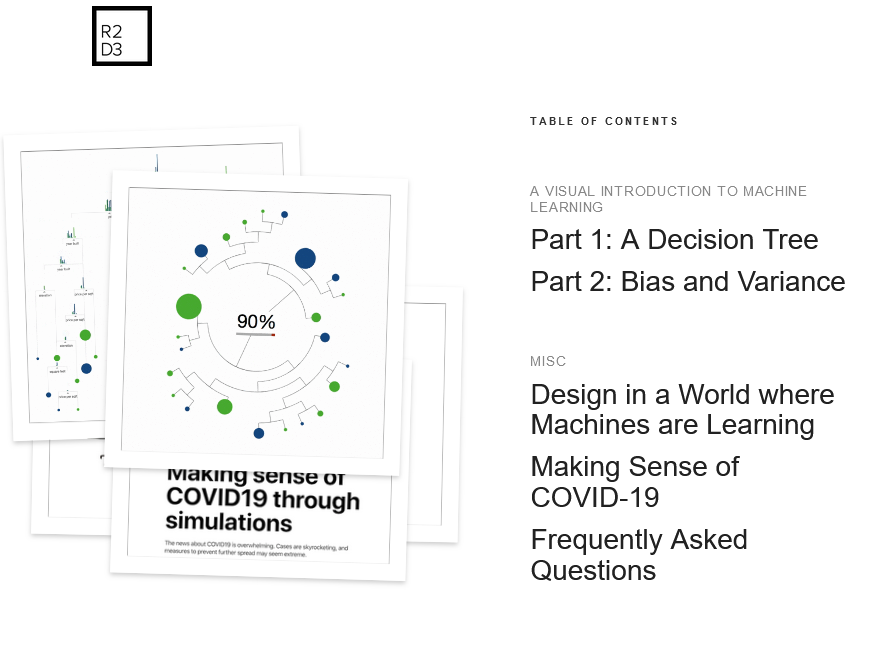 R2
D3
TABLE OF CONTENTS
A VISUAL INTRODUCTION TO MACHINE
LEARNING
Part 1: A Decision Tree
Part 2: Bias and Variance
MISC
Design in a World where
Machines are Learning
Making Sense of
COVID-19
Frequently Asked
Questions
90%
Making sense of
COVID19 through
simulations
The news about COVID19 is overwhelming. Cases are skyrocketing, and
measures to prevent further spread may seem extreme.